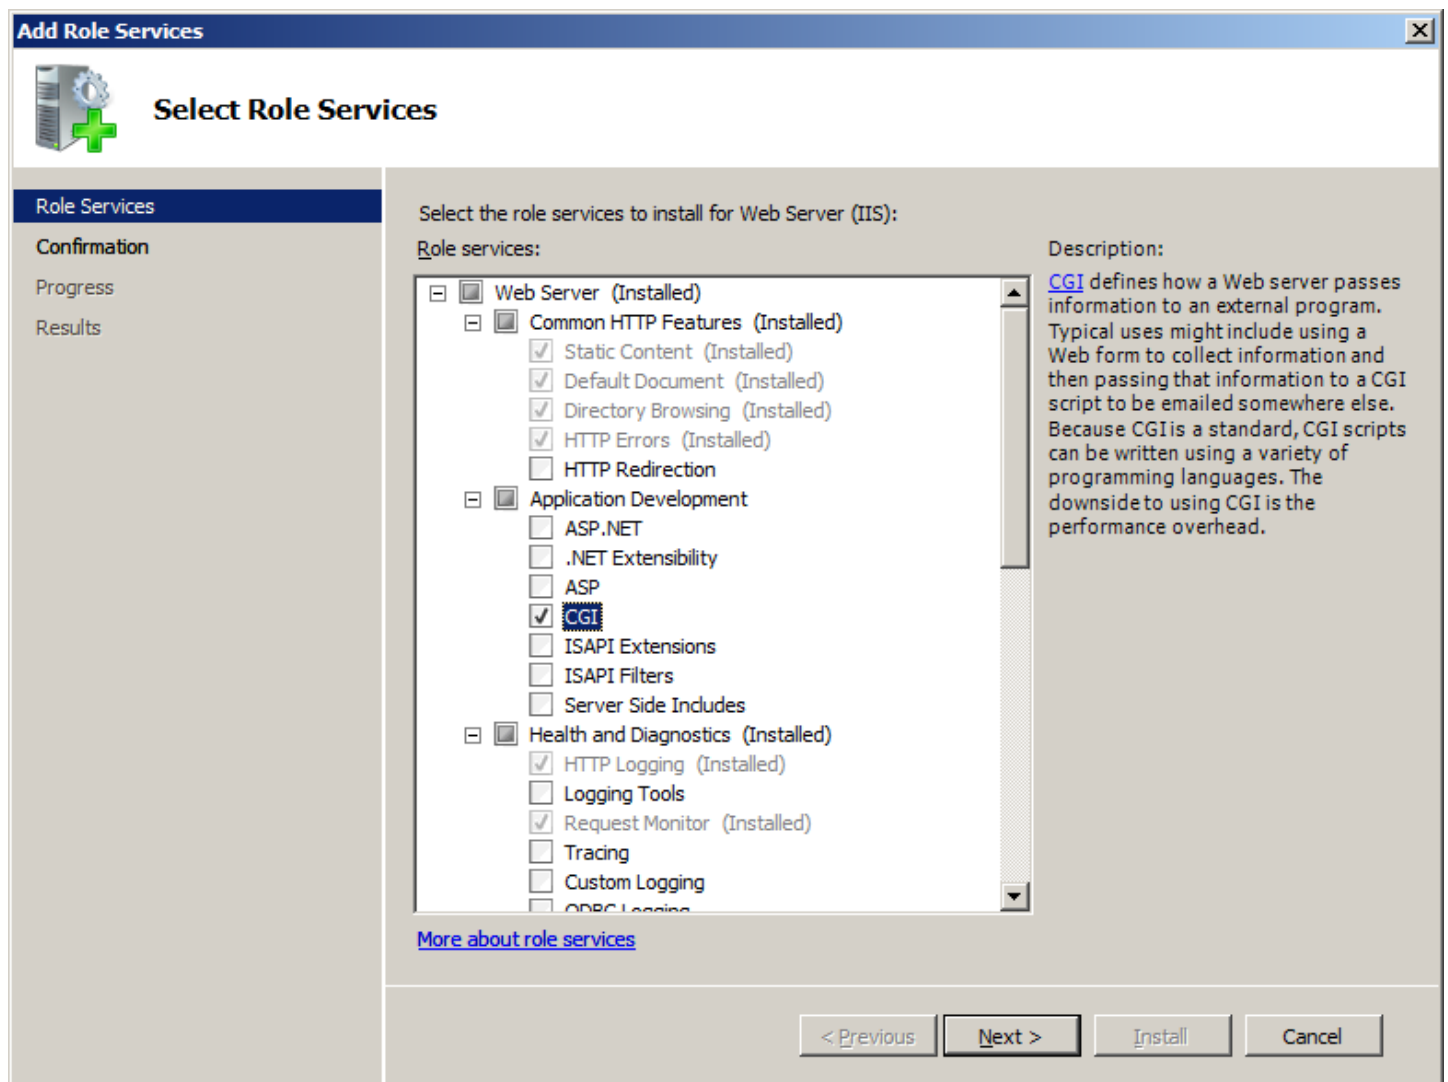 Add Role Services
Select Role Services
Role Services
Confirmation
Progress
Results
Select the role services to install for Web Server (IIS):
Role services:
Web Server (Installed)
Common HTTP Features (Installed)
Static Content (Installed)
Default Document (Installed)
Directory Browsing (Installed)
HTTP Errors (Installed)
HTTP Redirection
Application Development
ASP.NET
.NET Extensibility
ASP
CGI
ISAPI Extensions
ISAPI Filters
Server Side Includes
Health and Diagnostics (Installed)
HTTP Logging (Installed)
Logging Tools
Request Monitor (Installed)
Tracing
Custom Logging
ODBC Logging
More about role services
Description:
CGI defines how a Web server passes
information to an external program.
Typical uses might include using a
Web form to collect information and
then passing that information to a CGI
script to be emailed somewhere else.
Because CGI is a standard, CGI scripts
can be written using a variety of
programming languages. The
downside to using CGI is the
performance overhead.
< Previous
Next >
Install
Cancel